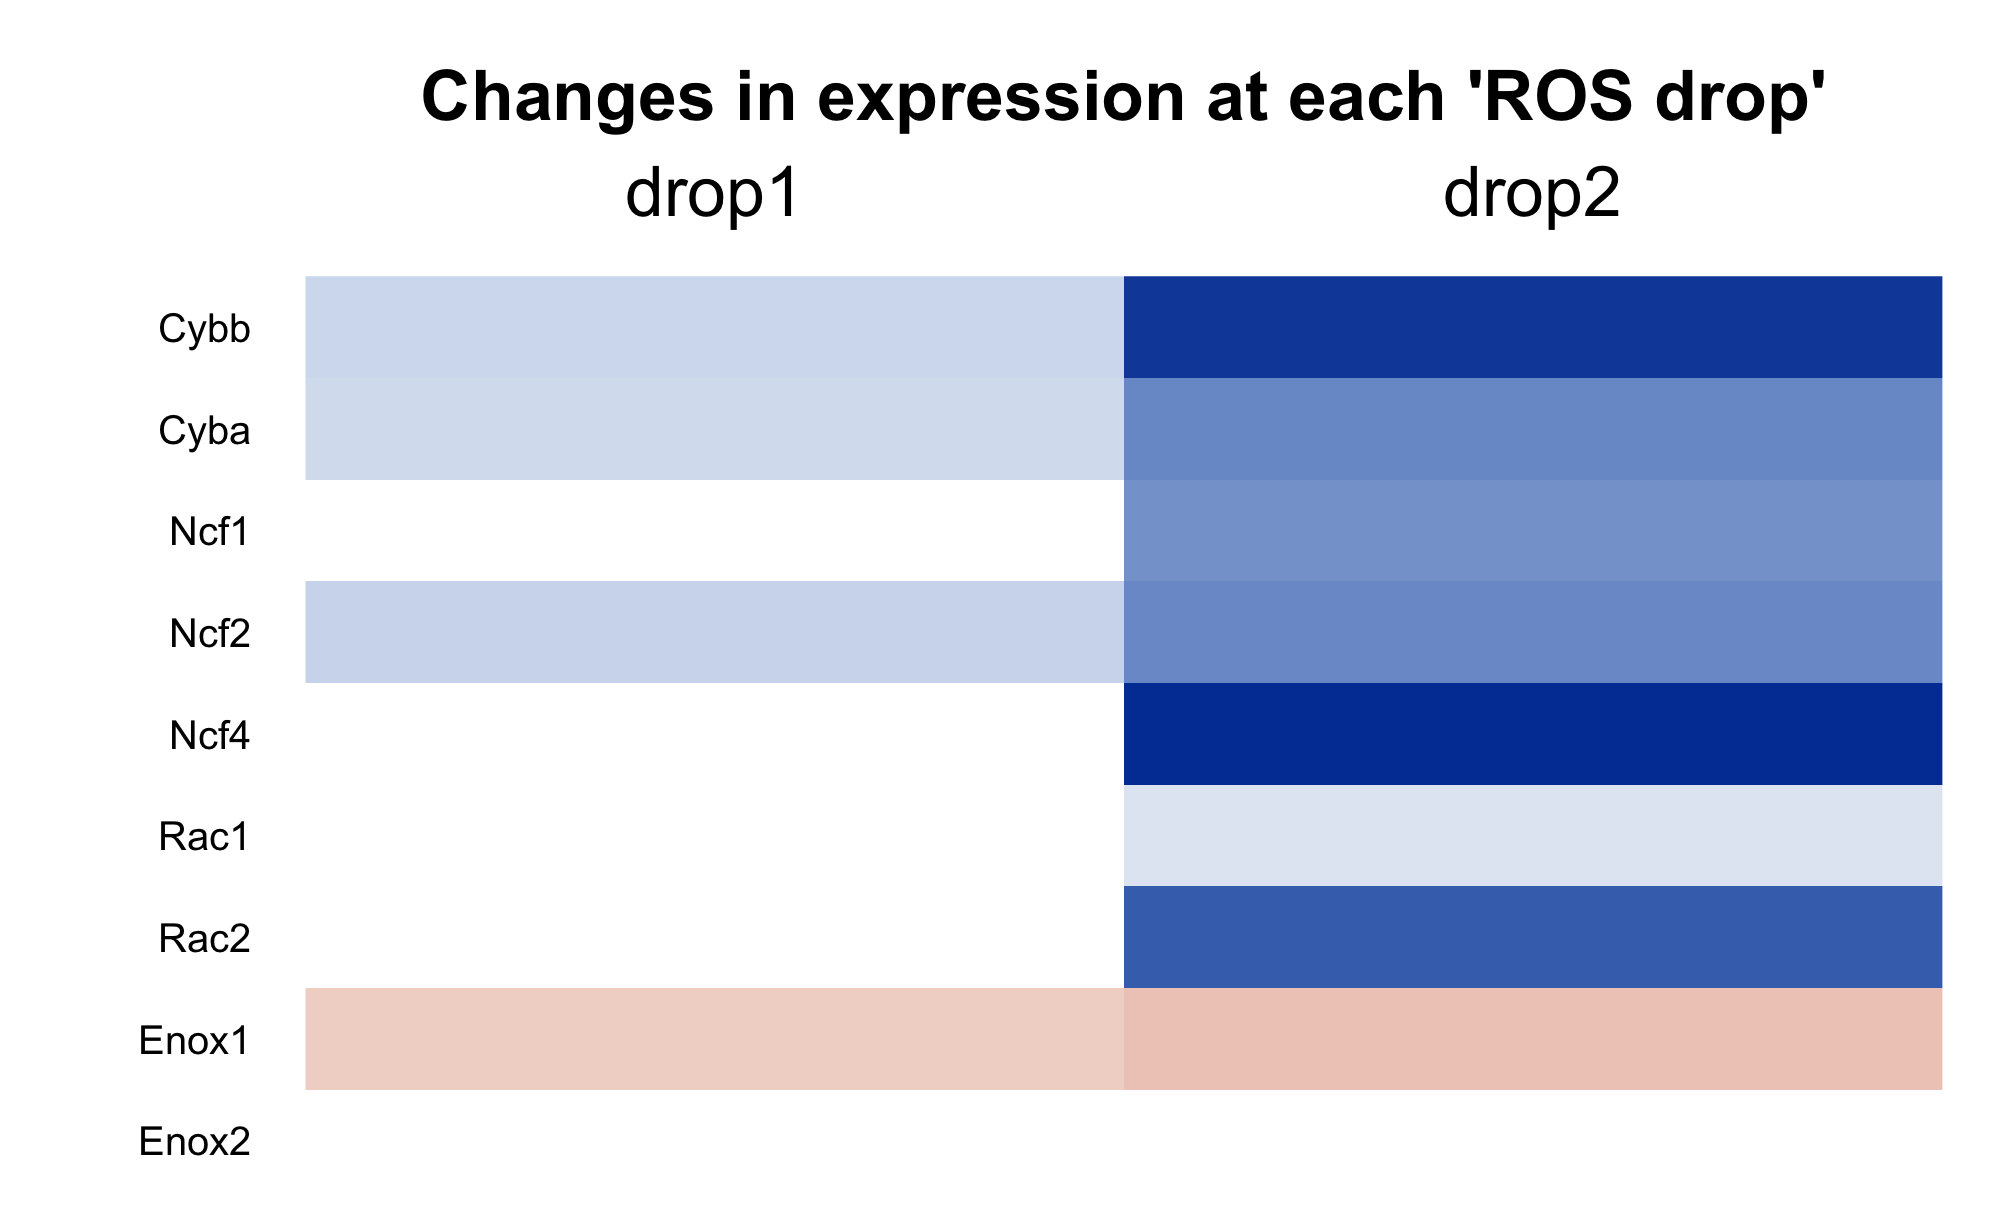 Changes in expression at each 'ROS drop'
drop1 drop2
Cybb
Cyba
Ncf1
Ncf2
Ncf4
Rac1
Rac2
Enox1
Enox2